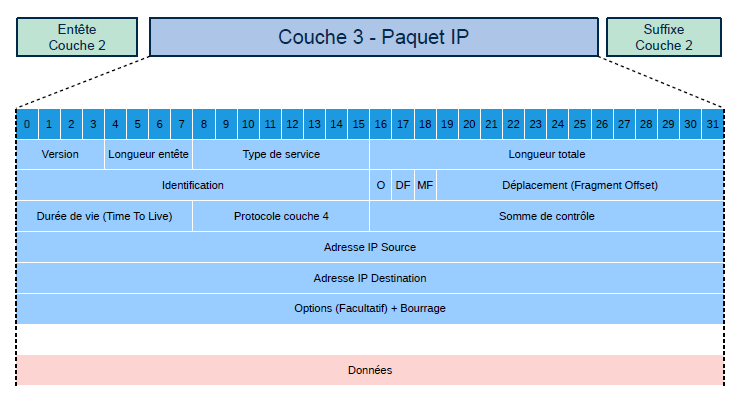 Entête
Couche 2
Couche 3 - Paquet IP
Suffixe
Couche 2
0 1 2 3 4 5 6 7 8 9 10 11 12 13 14 15 16 17 18 19 20 21 22 23 24 25 26 27 28 29 30 31
Version Longueur entête Type de service Longueur totale
Identification O DF MF Déplacement (Fragment Offset)
Durée de vie (Time To Live) Protocole couche 4 Somme de contrôle
Adresse IP Source
Adresse IP Destination
Options (Facultatif) + Bourrage
Données